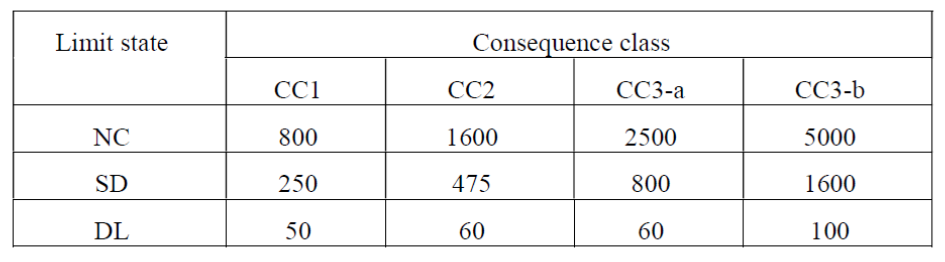 Limit state Consequence class
CC1 CC2 CC3-a CC3-b
NC 800 1600 2500 5000
SD 250 475 800 1600
DL 50 60 60 100